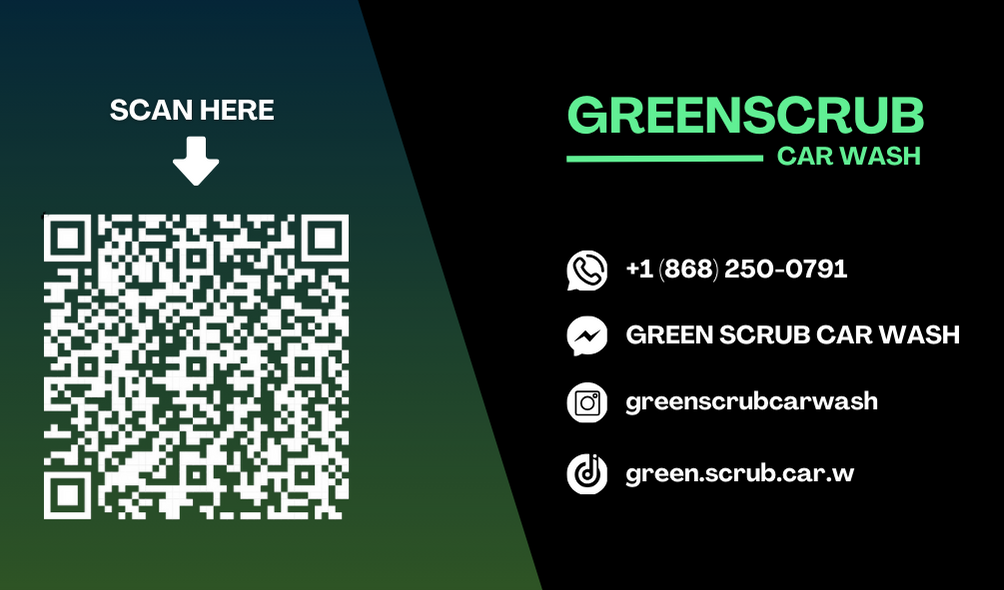 SCAN HERE
GREENSCRUB
CAR WASH
+1 (868) 250-0791
GREEN SCRUB CAR WASH
greenscrubcarwash
green.scrub.car.w